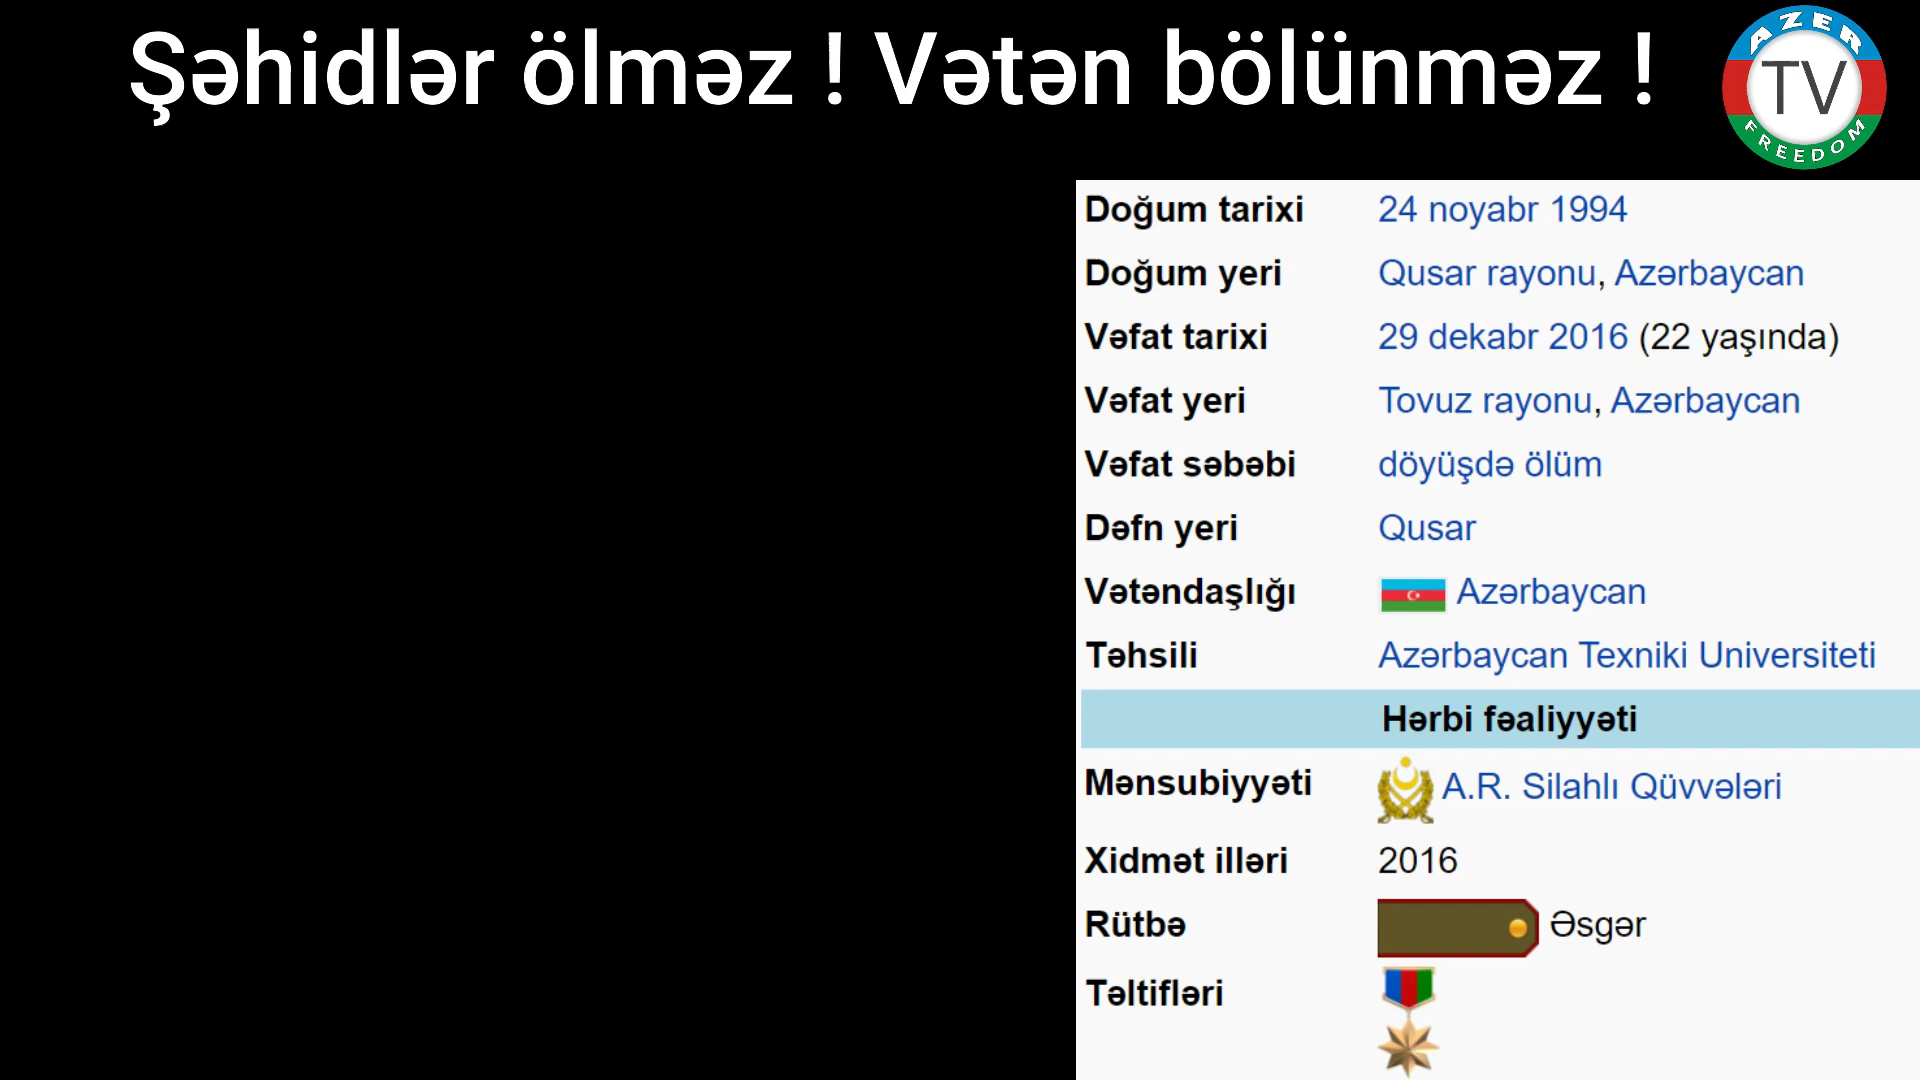 Şəhidlər ölməz ! Vətən bölünməz !
AZER
TV
FREEDOM
Doğum tarixi 24 noyabr 1994
Doğum yeri Qusar rayonu, Azərbaycan
Vəfat tarixi 29 dekabr 2016 (22 yaşında)
Vəfat yeri Tovuz rayonu, Azərbaycan
Vəfat səbəbi döyüşdə ölüm
Dəfn yeri Qusar
Vətəndaşlığı Azərbaycan
Təhsili Azərbaycan Texniki Universiteti
Hərbi fəaliyyəti
Mənsubiyyəti A.R. Silahlı Qüvvələri
Xidmət illəri 2016
Rütbə Əsgər
Təltifləri